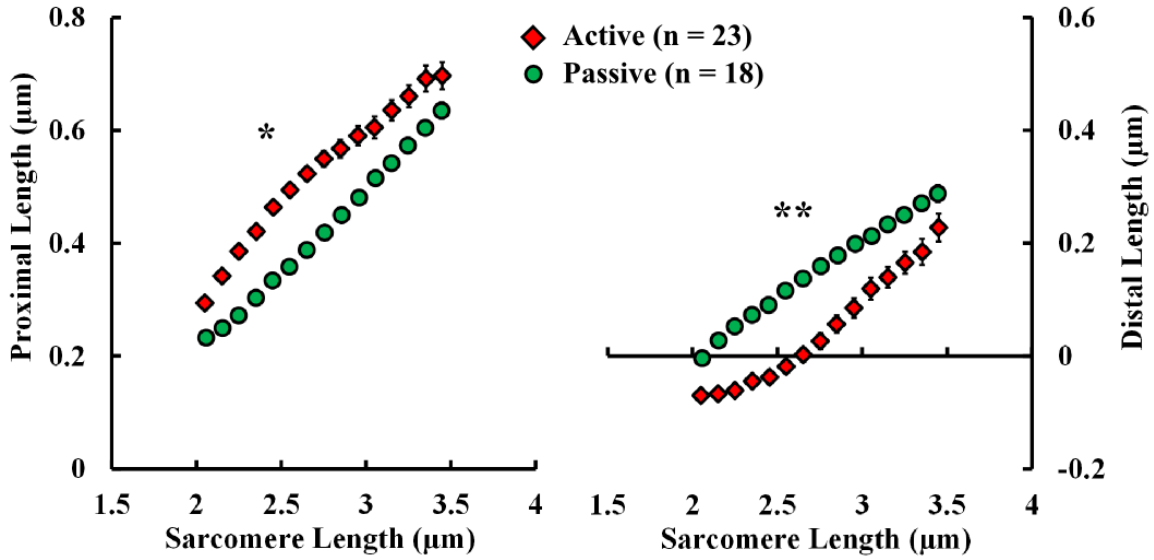 Active (n = 23)
Passive (n = 18)
Proximal Length (µm)
0.8
0.6
0.4
0.2
0
*
1.5 2 2.5 3 3.5 4
Sarcomere Length (µm)
**
0.6
0.4
0.2
0
-0.2
Distal Length (µm)
1.5 2 2.5 3 3.5 4
Sarcomere Length (µm)